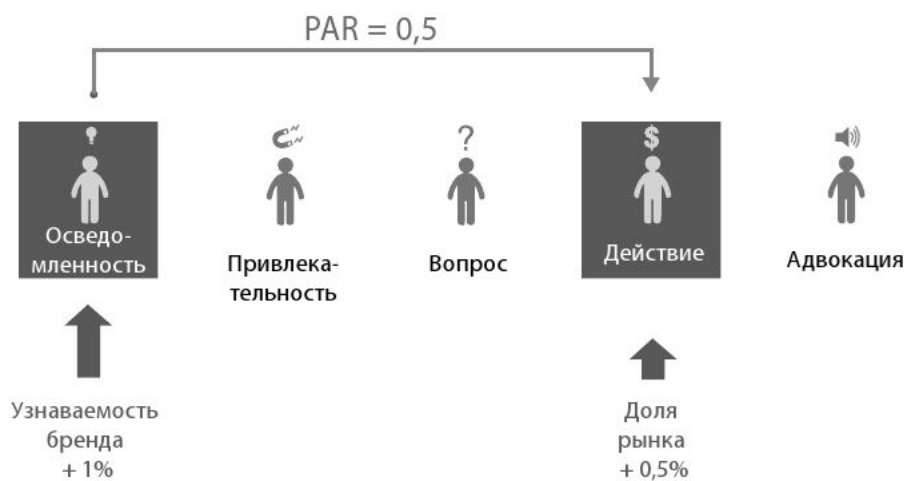 PAR = 0,5
?
$
Осведо-
мленность
Привлека-
тельность
Вопрос
Действие
Адвокация
Узнаваемость
бренда
+ 1%
Доля
рынка
+ 0,5%